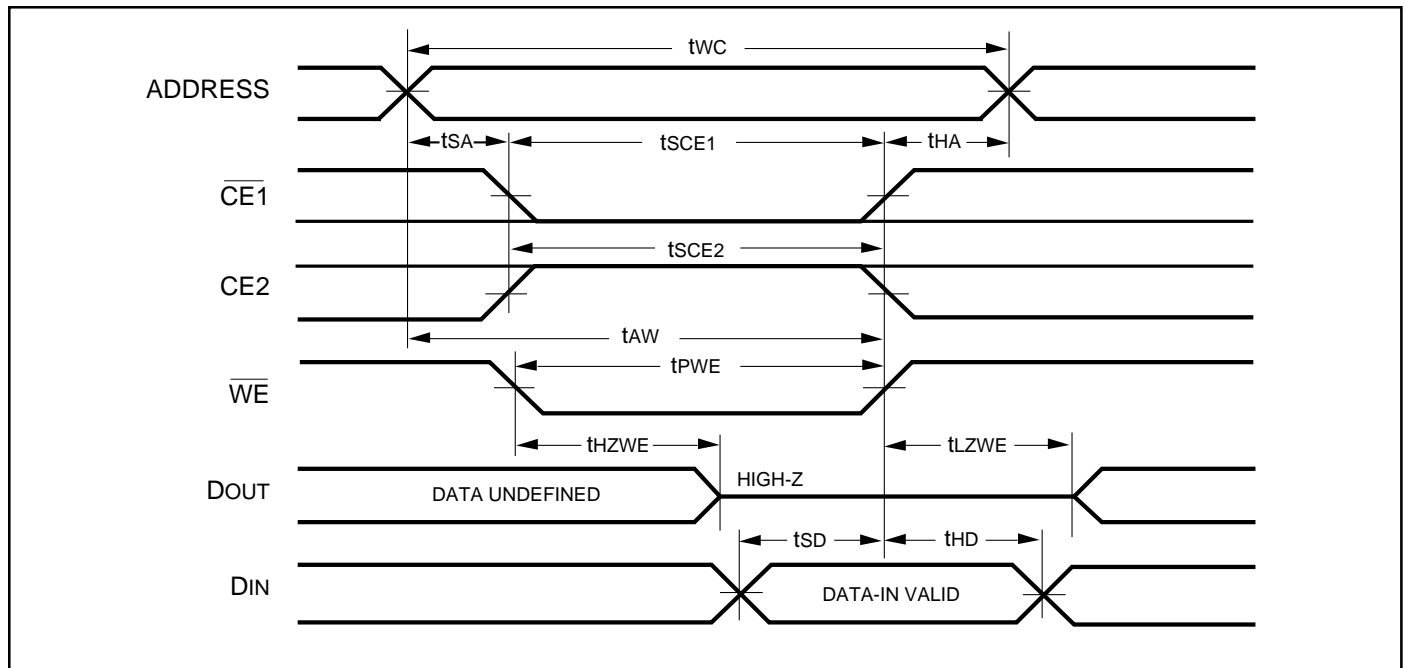 tWC
ADDRESS
tSA
tSCE1
tHA
CE1
tSCE2
CE2
tAW
tPWE
WE
tHZWE
tLZWE
DOUT
DATA UNDEFINED
HIGH-Z
tSD
tHD
DIN
DATA-IN VALID